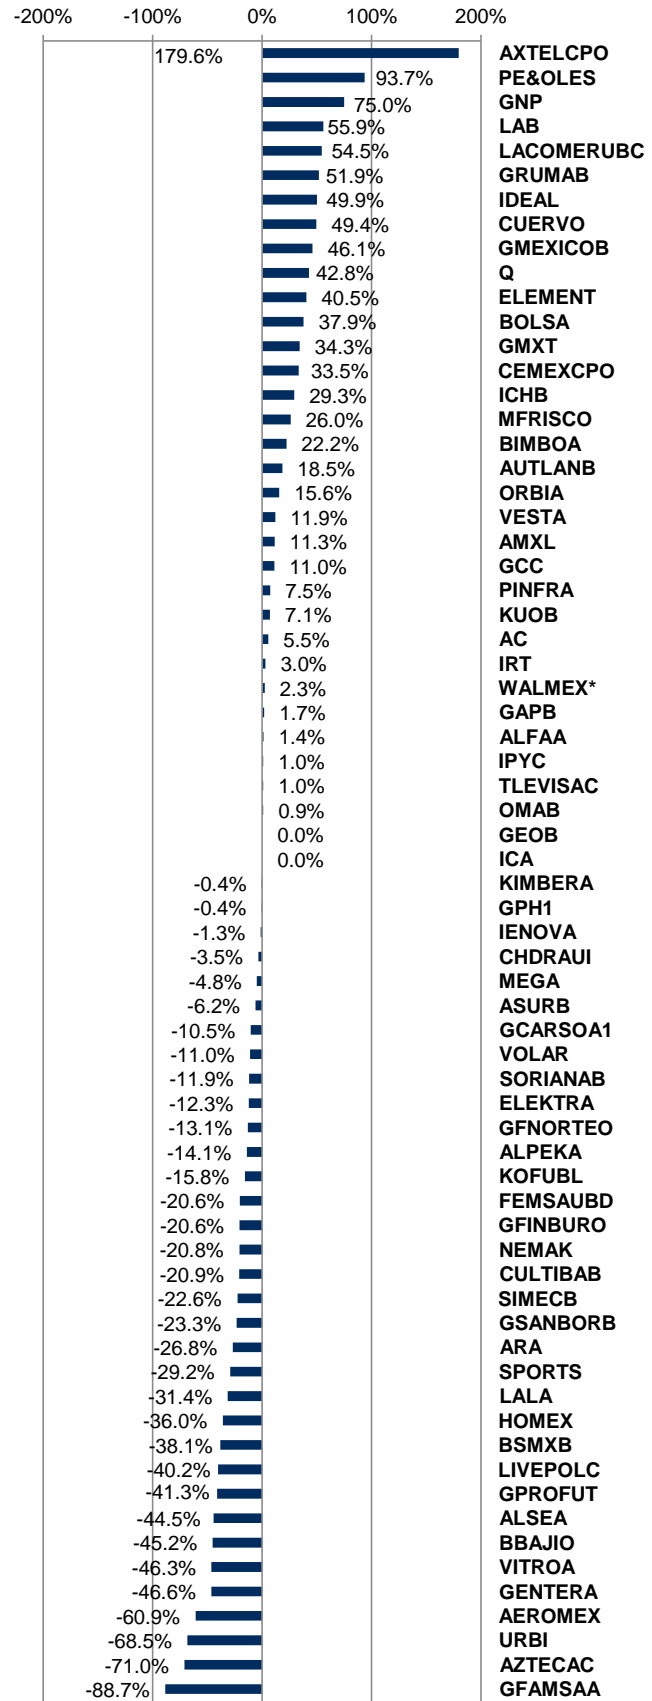 -200% -100% 0% 100% 200%
179.6% AXTELCPO
93.7% PE&OLES
75.0% GNP
55.9% LAB
54.5% LACOMERUBC
51.9% GRUMAB
49.9% IDEAL
49.4% CUERVO
46.1% GMEXICOB
42.8% Q
40.5% ELEMENT
37.9% BOLSA
34.3% GMXT
33.5% CEMEXCPO
29.3% ICHB
26.0% MFRISCO
22.2% BIMBOA
18.5% AUTLANB
15.6% ORBIA
11.9% VESTA
11.3% AMXL
11.0% GCC
7.5% PINFRA
7.1% KUOB
5.5% AC
3.0% IRT
2.3% WALMEX*
1.7% GAPB
1.4% ALFAA
1.0% IPYC
1.0% TLEVISAC
0.9% OMAB
0.0% GEOB
0.0% ICA
-0.4% KIMBERA
-0.4% GPH1
-1.3% IENOVA
-3.5% CHDRAUI
-4.8% MEGA
-6.2% ASURB
-10.5% GCARSOA1
-11.0% VOLAR
-11.9% SORIANAB
-12.3% ELEKTRA
-13.1% GFNORTEO
-14.1% ALPEKA
-15.8% KOFUBL
-20.6% FEMSAUBD
-20.6% GFINBURO
-20.8% NEMAK
-20.9% CULTIBAB
-22.6% SIMECB
-23.3% GSANBORB
-26.8% ARA
-29.2% SPORTS
-31.4% LALA
-36.0% HOMEX
-38.1% BSMXB
-40.2% LIVEPOLC
-41.3% GPROFUT
-44.5% ALSEA
-45.2% BBAJIO
-46.3% VITROA
-46.6% GENTERA
-60.9% AEROMEX
-68.5% URBI
-71.0% AZTECAC
-88.7% GFAMSAA